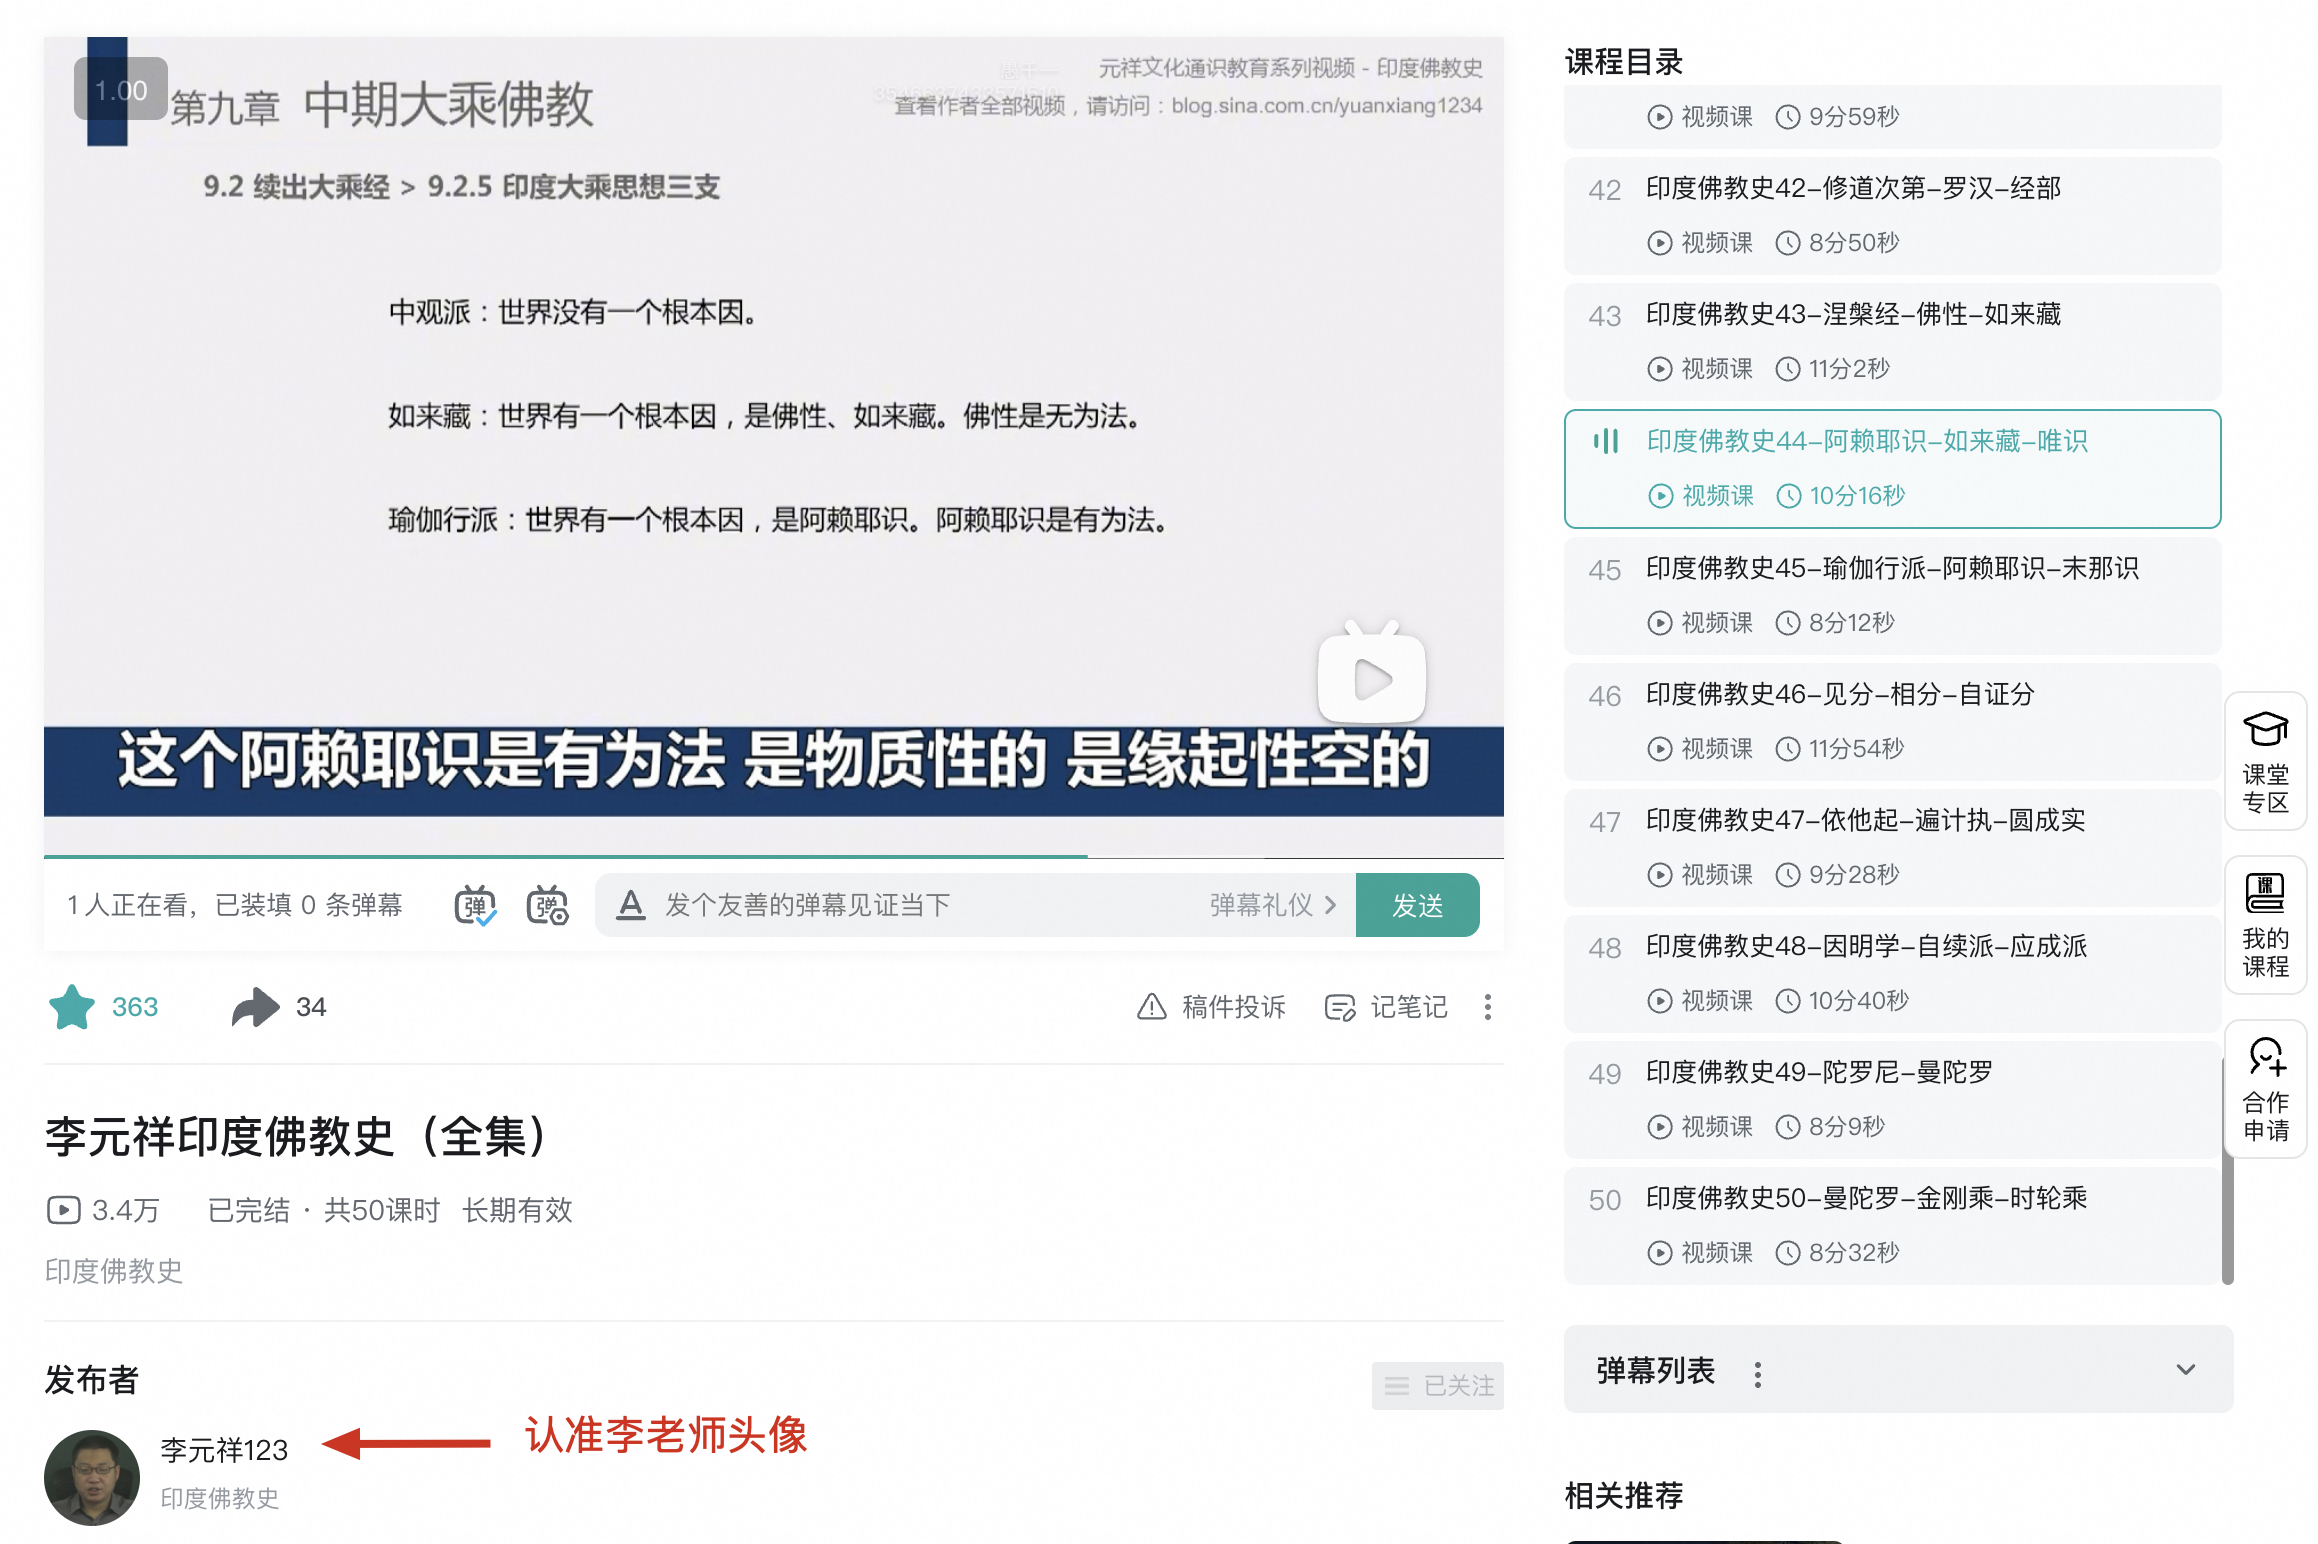 1.00
第九章 中期大乘佛教
元祥文化通识教育系列视频 - 印度佛教史
查看作者全部视频，请访问：blog.sina.com.cn/yuanxiang1234
9.2 续出大乘经 > 9.2.5 印度大乘思想三支
中观派：世界没有一个根本因。
如来藏：世界有一个根本因，是佛性、如来藏。佛性是无为法。
瑜伽行派：世界有一个根本因，是阿赖耶识。阿赖耶识是有为法。
这个阿赖耶识是有为法 是物质性的 是缘起性空的
1人正在看，已装填 0 条弹幕
弹
弹
A 发个友善的弹幕见证当下
弹幕礼仪 >
发送
363
34
稿件投诉
记笔记
李元祥印度佛教史（全集）
3.4万 已完结 · 共50课时 长期有效
印度佛教史
发布者
已关注
李元祥123
认准李老师头像
印度佛教史
课程目录
视频课 9分59秒
42 印度佛教史42-修道次第-罗汉-经部
视频课 8分50秒
43 印度佛教史43-涅槃经-佛性-如来藏
视频课 11分2秒
印度佛教史44-阿赖耶识-如来藏-唯识
视频课 10分16秒
45 印度佛教史45-瑜伽行派-阿赖耶识-末那识
视频课 8分12秒
46 印度佛教史46-见分-相分-自证分
视频课 11分54秒
47 印度佛教史47-依他起-遍计执-圆成实
视频课 9分28秒
48 印度佛教史48-因明学-自续派-应成派
视频课 10分40秒
49 印度佛教史49-陀罗尼-曼陀罗
视频课 8分9秒
50 印度佛教史50-曼陀罗-金刚乘-时轮乘
视频课 8分32秒
弹幕列表
相关推荐
课堂
专区
课
我的
课程
合作
申请